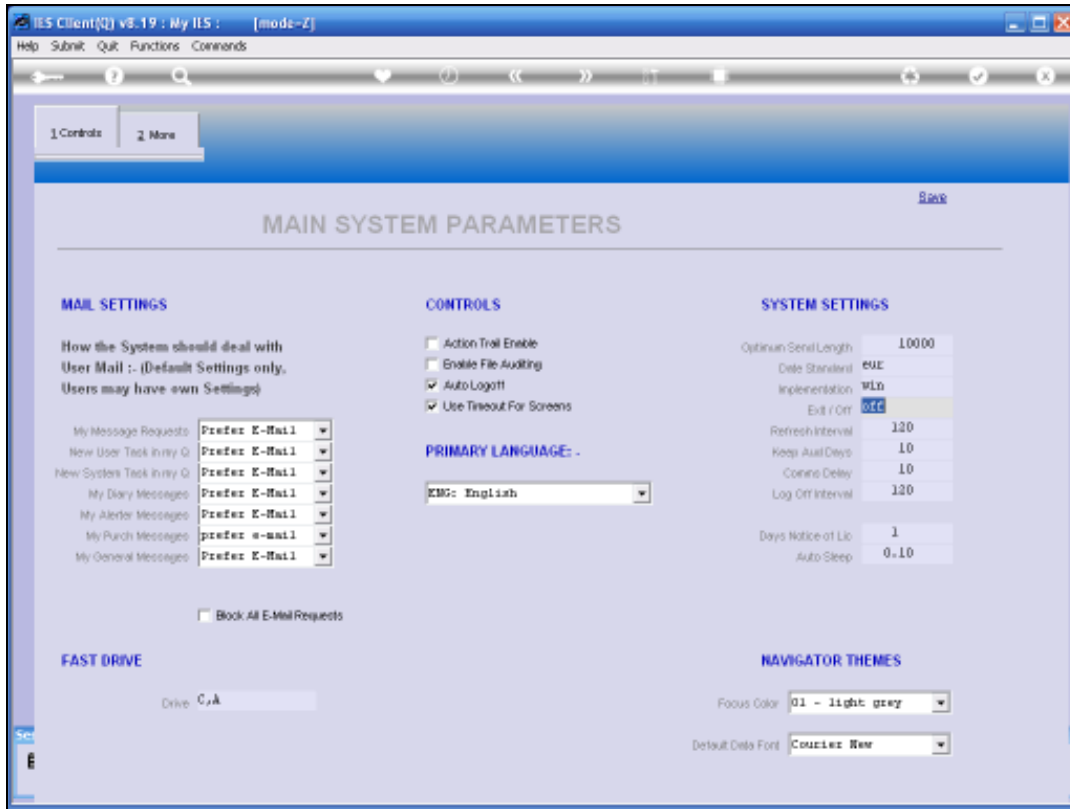 IES Client(Q) v8.19 : My IES : [mode-Z]
Help Submit Quit Functions Commands
1 Controls 2 More
Save
MAIN SYSTEM PARAMETERS
MAIL SETTINGS
How the System should deal with
User Mail :- (Default Settings only,
Users may have own Settings)
My Message Requests Prefer E-Mail
New User Task in my Q Prefer E-Mail
New System Task in my Q Prefer E-Mail
My Diary Messages Prefer E-Mail
My Alerter Messages Prefer E-Mail
My Purch Messages prefer e-mail
My General Messages Prefer E-Mail
Block All E-Mail Requests
FAST DRIVE
Drive C,A
CONTROLS
Action Trail Enable
Enable File Auditing
Auto Logoff
Use Timeout For Screens
PRIMARY LANGUAGE: -
ENG: English
SYSTEM SETTINGS
Optimum Send Length 10000
Date Standard eur
Implementation win
Exit / Off off
Refresh Interval 120
Keep Aual Days 10
Comms Delay 10
Log Off Interval 120
Days Notice of Lic 1
Auto Sleep 0.10
NAVIGATOR THEMES
Focus Color 01 - light grey
Default Data Font Courier New